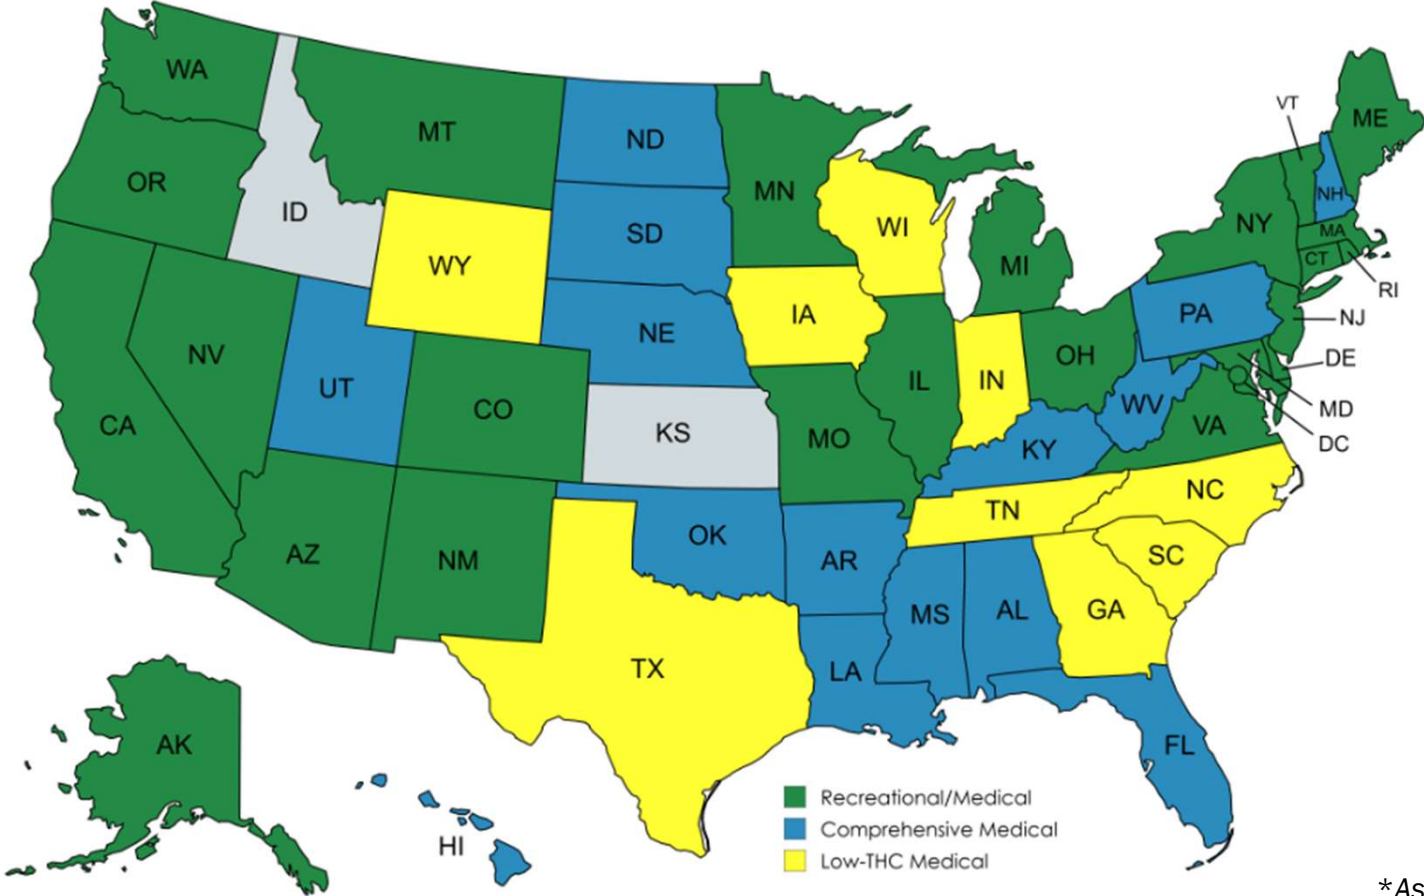 WA
MT
ND
MN
VT
ME
OR
ID
SD
WI
NY
NH
MA
CT
RI
WY
MI
IA
NE
PA
NJ
NV
UT
CO
IL
IN
OH
DE
MD
DC
CA
KS
MO
WV
VA
KY
AZ
NM
OK
AR
TN
NC
SC
MS
AL
GA
TX
LA
FL
AK
HI
Recreational/Medical
Comprehensive Medical
Low-THC Medical
*As